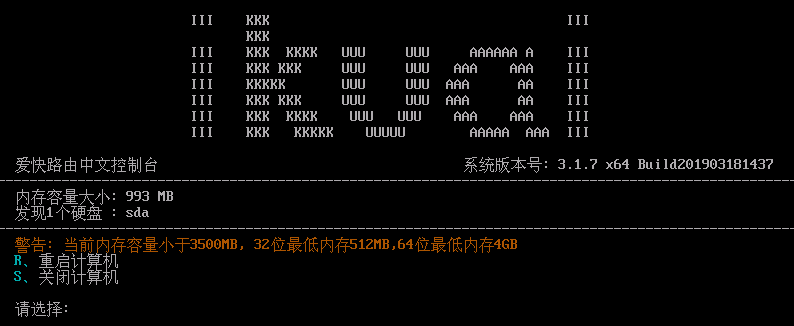 III    KKK                                     III
       KKK
III    KKK  KKKK   UUU     UUU     AAAAAA A    III
III    KKK KKK     UUU     UUU   AAA    AAA    III
III    KKKKK       UUU     UUU  AAA      AA    III
III    KKK KKK     UUU     UUU  AAA      AA    III
III    KKK  KKKK    UUU   UUU    AAA    AAA    III
III    KKK   KKKKK    UUUUU        AAAAA  AAA  III
爱快路由中文控制台 系统版本号: 3.1.7 x64 Build201903181437
内存容量大小: 993 MB
发现1个硬盘 : sda
警告: 当前内存容量小于3500MB, 32位最低内存512MB,64位最低内存4GB
R、重启计算机
S、关闭计算机
请选择: